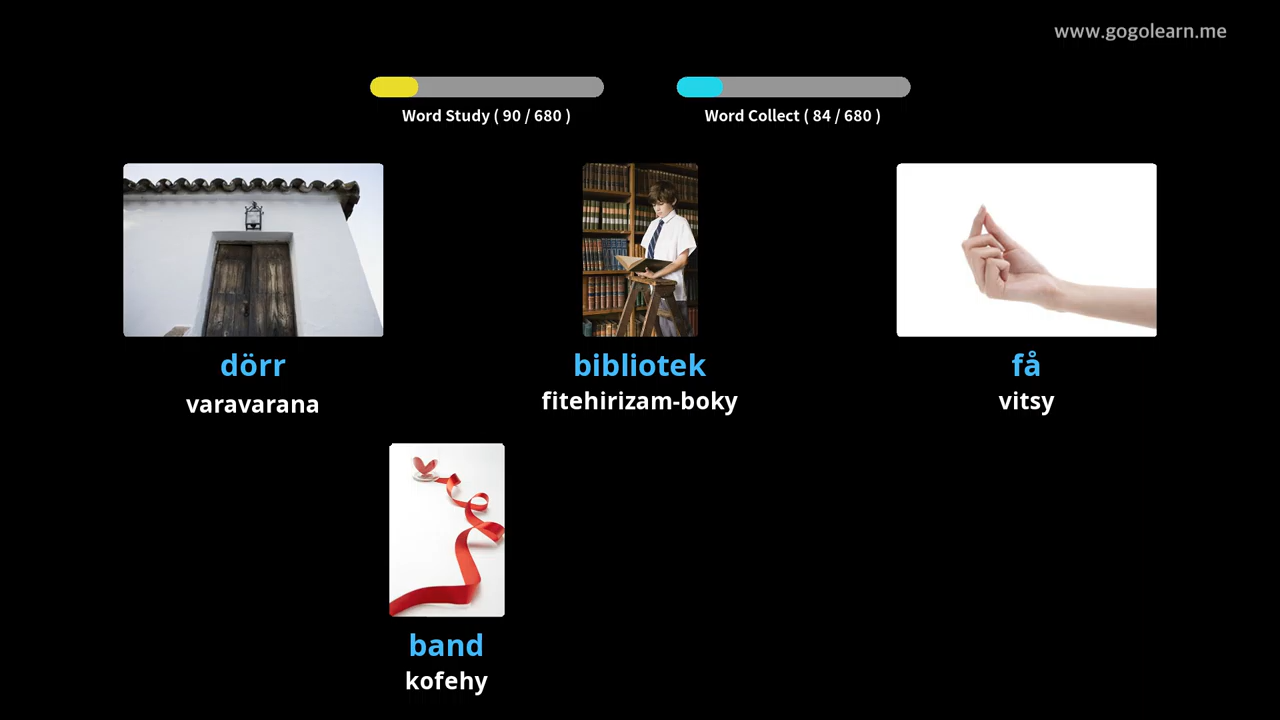 www.gogolearn.me
Word Study ( 90 / 680 )
Word Collect ( 84 / 680 )
dörr
varavarana
bibliotek
fitehirizam-boky
få
vitsy
band
kofehy